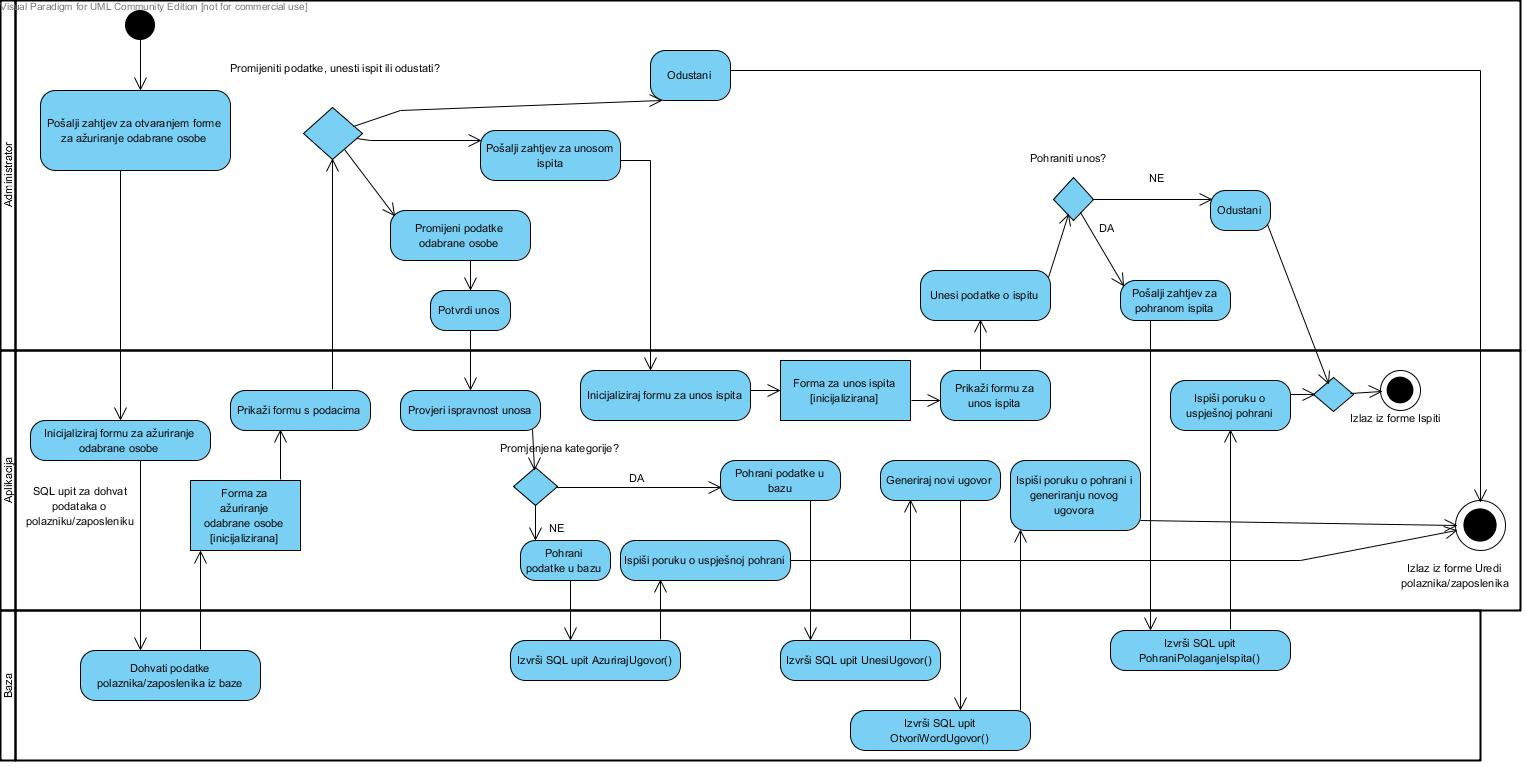 Visual Paradigm for UML Community Edition [not for commercial use]
Administrator
Pošalji zahtjev za otvaranjem forme
za ažuriranje odabrane osobe
Promijeniti podatke, unesti ispit ili odustati?
Odustani
Pošalji zahtjev za unosom
ispita
Promijeni podatke
odabrane osobe
Potvrdi unos
Pohraniti unos?
NE
Odustani
DA
Unesi podatke o ispitu
Pošalji zahtjev za
pohranom ispita
Aplikacija
Inicijaliziraj formu za ažuriranje
odabrane osobe
SQL upit za dohvat
podataka o
polazniku/zaposleniku
Prikaži formu s podacima
Forma za
ažuriranje
odabrane osobe
[inicijalizirana]
Provjeri ispravnost unosa
Promjenjena kategorije?
DA
NE
Pohrani
podatke u bazu
Ispiši poruku o uspješnoj pohrani
Inicijaliziraj formu za unos ispita
Forma za unos ispita
[inicijalizirana]
Prikaži formu za
unos ispita
Pohrani podatke u
bazu
Generiraj novi ugovor
Ispiši poruku o pohrani i
generiranju novog
ugovora
Ispiši poruku o
uspješnoj pohrani
Izlaz iz forme Ispiti
Izlaz iz forme Uredi
polaznika/zaposlenika
Baza
Dohvati podatke
polaznika/zaposlenika iz baze
Izvrši SQL upit AzurirajUgovor()
Izvrši SQL upit UnesiUgovor()
Izvrši SQL upit
OtvoriWordUgovor()
Izvrši SQL upit
PohraniPolaganjeIspita()